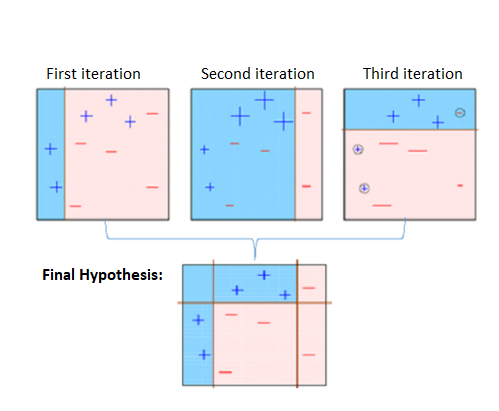 First iteration
Second iteration
Third iteration
Final Hypothesis: